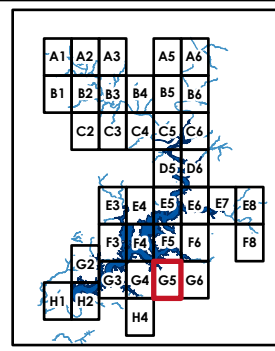 A1 A2 A3 A5 A6
B1 B2 B3 B4 B5 B6
C2 C3 C4 C5 C6
D5 D6
E3 E4 E5 E6 E7 E8
F3 F4 F5 F6 F8
G2 G3 G4 G5 G6
H1 H2 H4